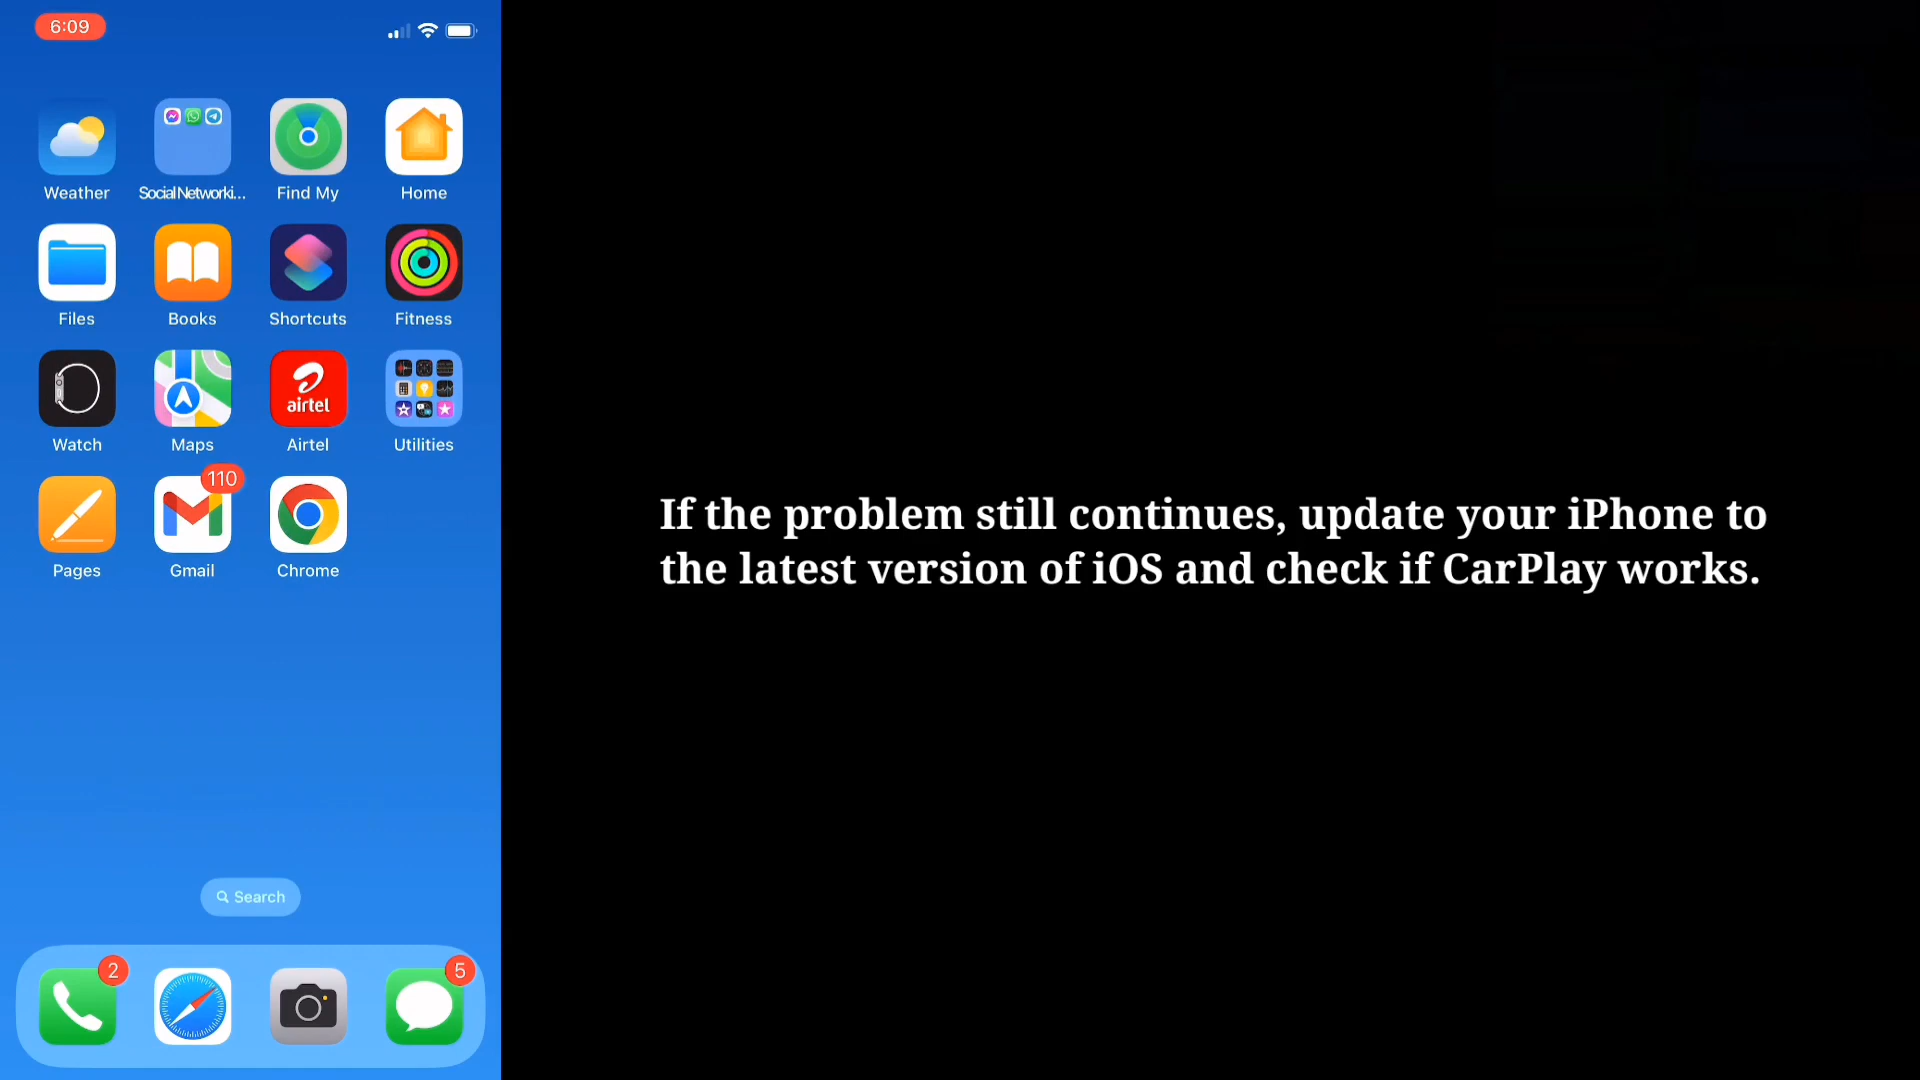 6:09
Weather
Social Networki...
Find My
Home
Files
Books
Shortcuts
Fitness
Watch
Maps
airtel
Airtel
Utilities
110
Pages
Gmail
Chrome
Search
2
5
If the problem still continues, update your iPhone to
the latest version of iOS and check if CarPlay works.